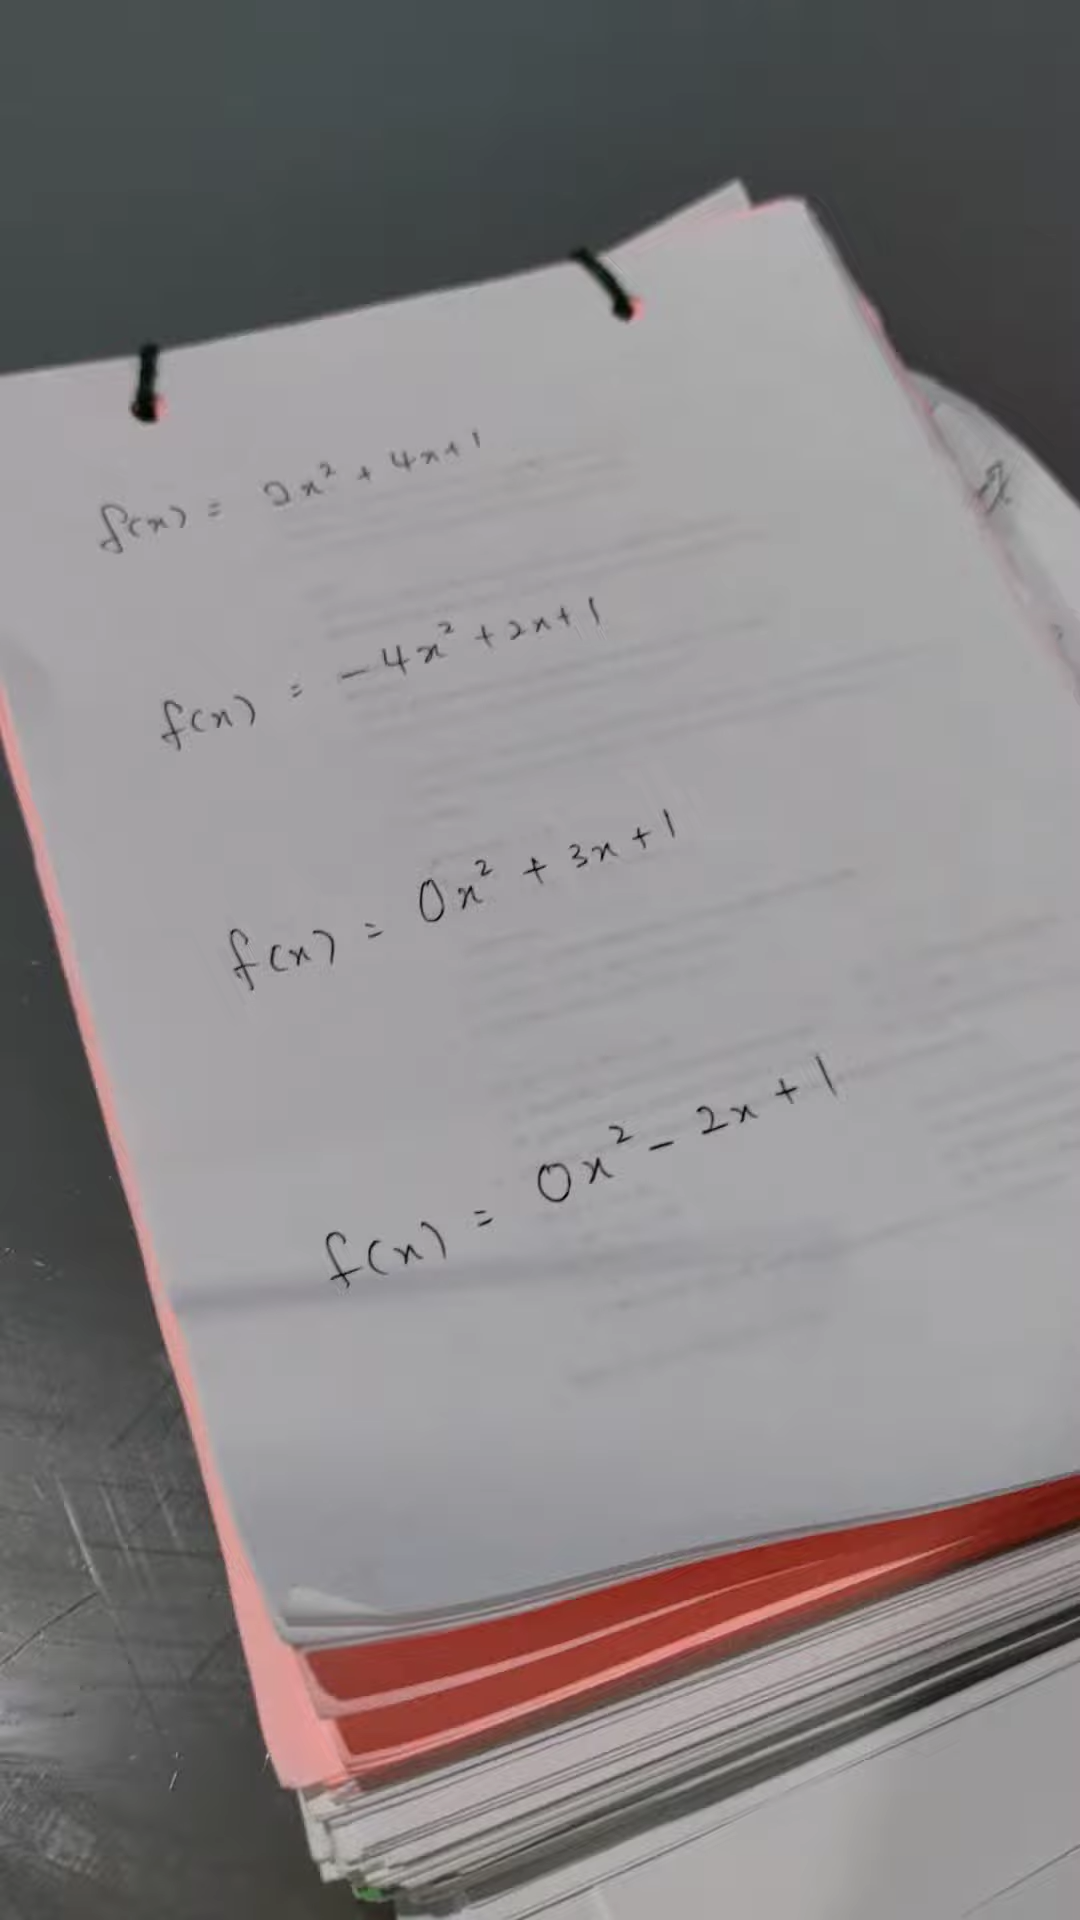 f(x) = 2x² + 4x+1
f(x) = -4x² +2x+1
f(x) = 0x² + 3x+1
f(x) = 0x² - 2x + 1